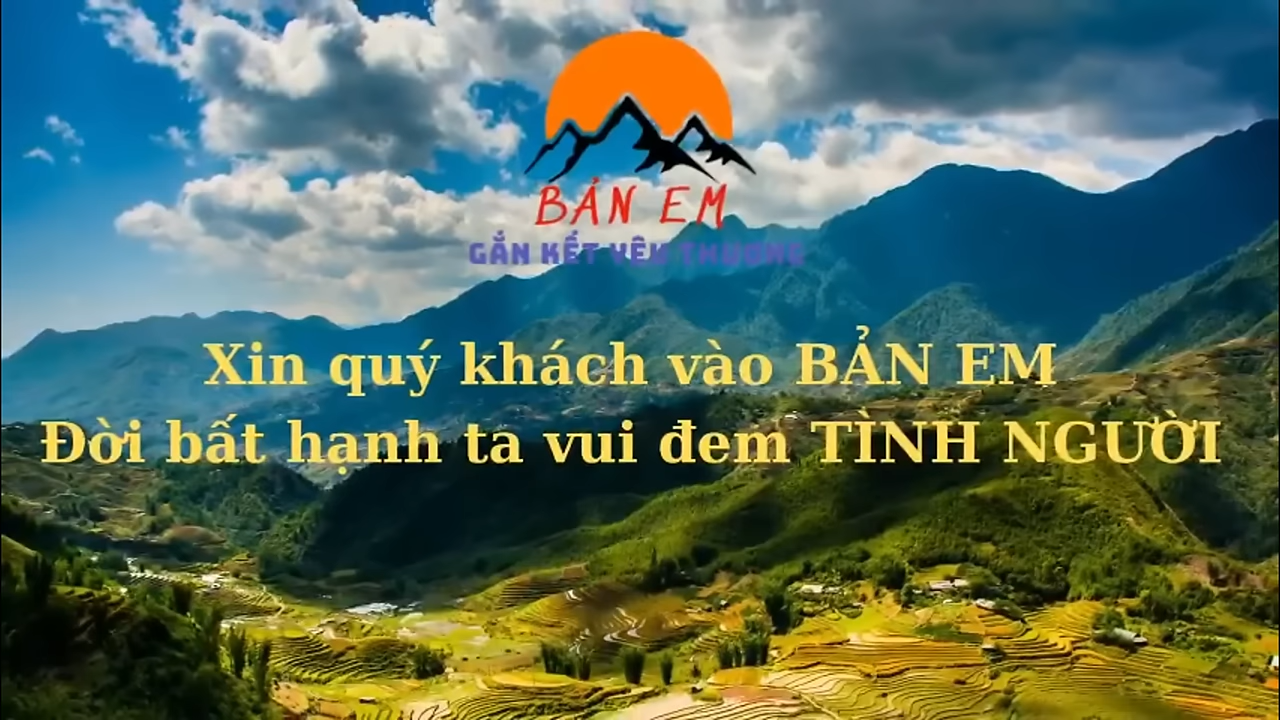 BẢN EM
GẮN KẾT YÊU THƯƠNG
Xin quý khách vào BẢN EM
Đời bất hạnh ta vui đem TÌNH NGƯỜI